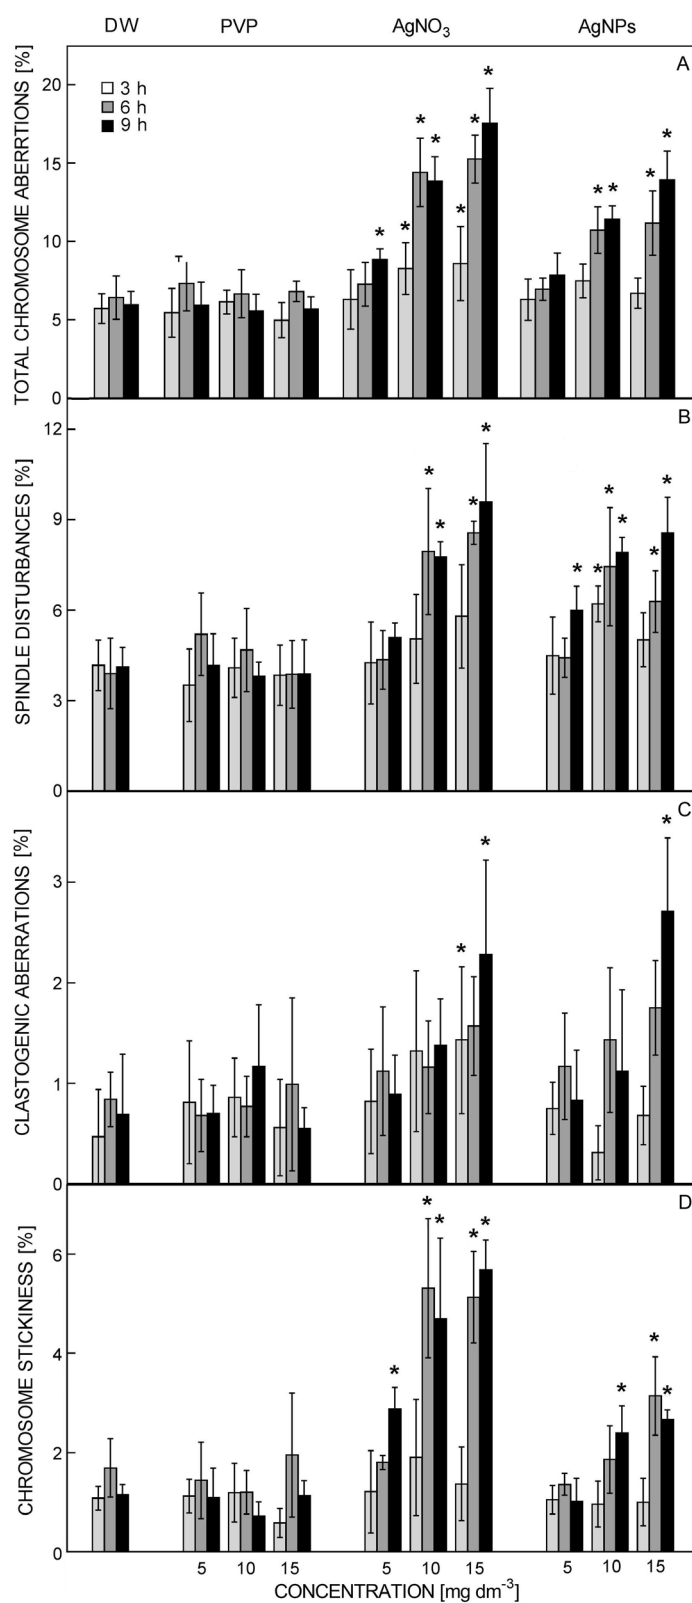 DW PVP AgNO₃ AgNPs
A
TOTAL CHROMOSOME ABERRTIONS [%]
20
15
10
5
0
3 h
6 h
9 h
* * * * * * * * * * *
B
SPINDLE DISTURBANCES [%]
12
9
6
3
0
* * * * * * * * * *
C
CLASTOGENIC ABERRATIONS [%]
3
2
1
0
* * *
D
CHROMOSOME STICKINESS [%]
6
4
2
0
* * * * * * * *
5 10 15 5 10 15 5 10 15
CONCENTRATION [mg dm⁻³]